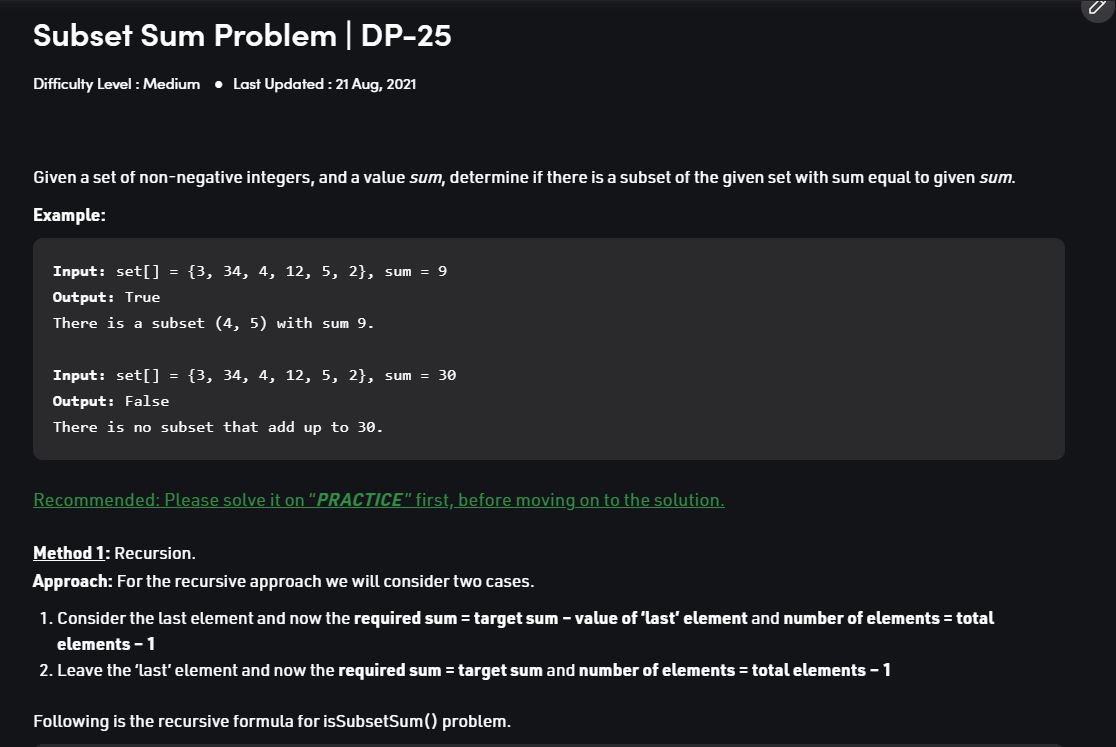 Subset Sum Problem | DP-25
Difficulty Level : Medium ● Last Updated : 21 Aug, 2021
Given a set of non-negative integers, and a value sum, determine if there is a subset of the given set with sum equal to given sum.
Example:
Input: set[] = {3, 34, 4, 12, 5, 2}, sum = 9
Output: True
There is a subset (4, 5) with sum 9.
Input: set[] = {3, 34, 4, 12, 5, 2}, sum = 30
Output: False
There is no subset that add up to 30.
Recommended: Please solve it on “PRACTICE” first, before moving on to the solution.
Method 1: Recursion.
Approach: For the recursive approach we will consider two cases.
1. Consider the last element and now the required sum = target sum – value of ‘last’ element and number of elements = total
elements – 1
2. Leave the ‘last’ element and now the required sum = target sum and number of elements = total elements – 1
Following is the recursive formula for isSubsetSum() problem.